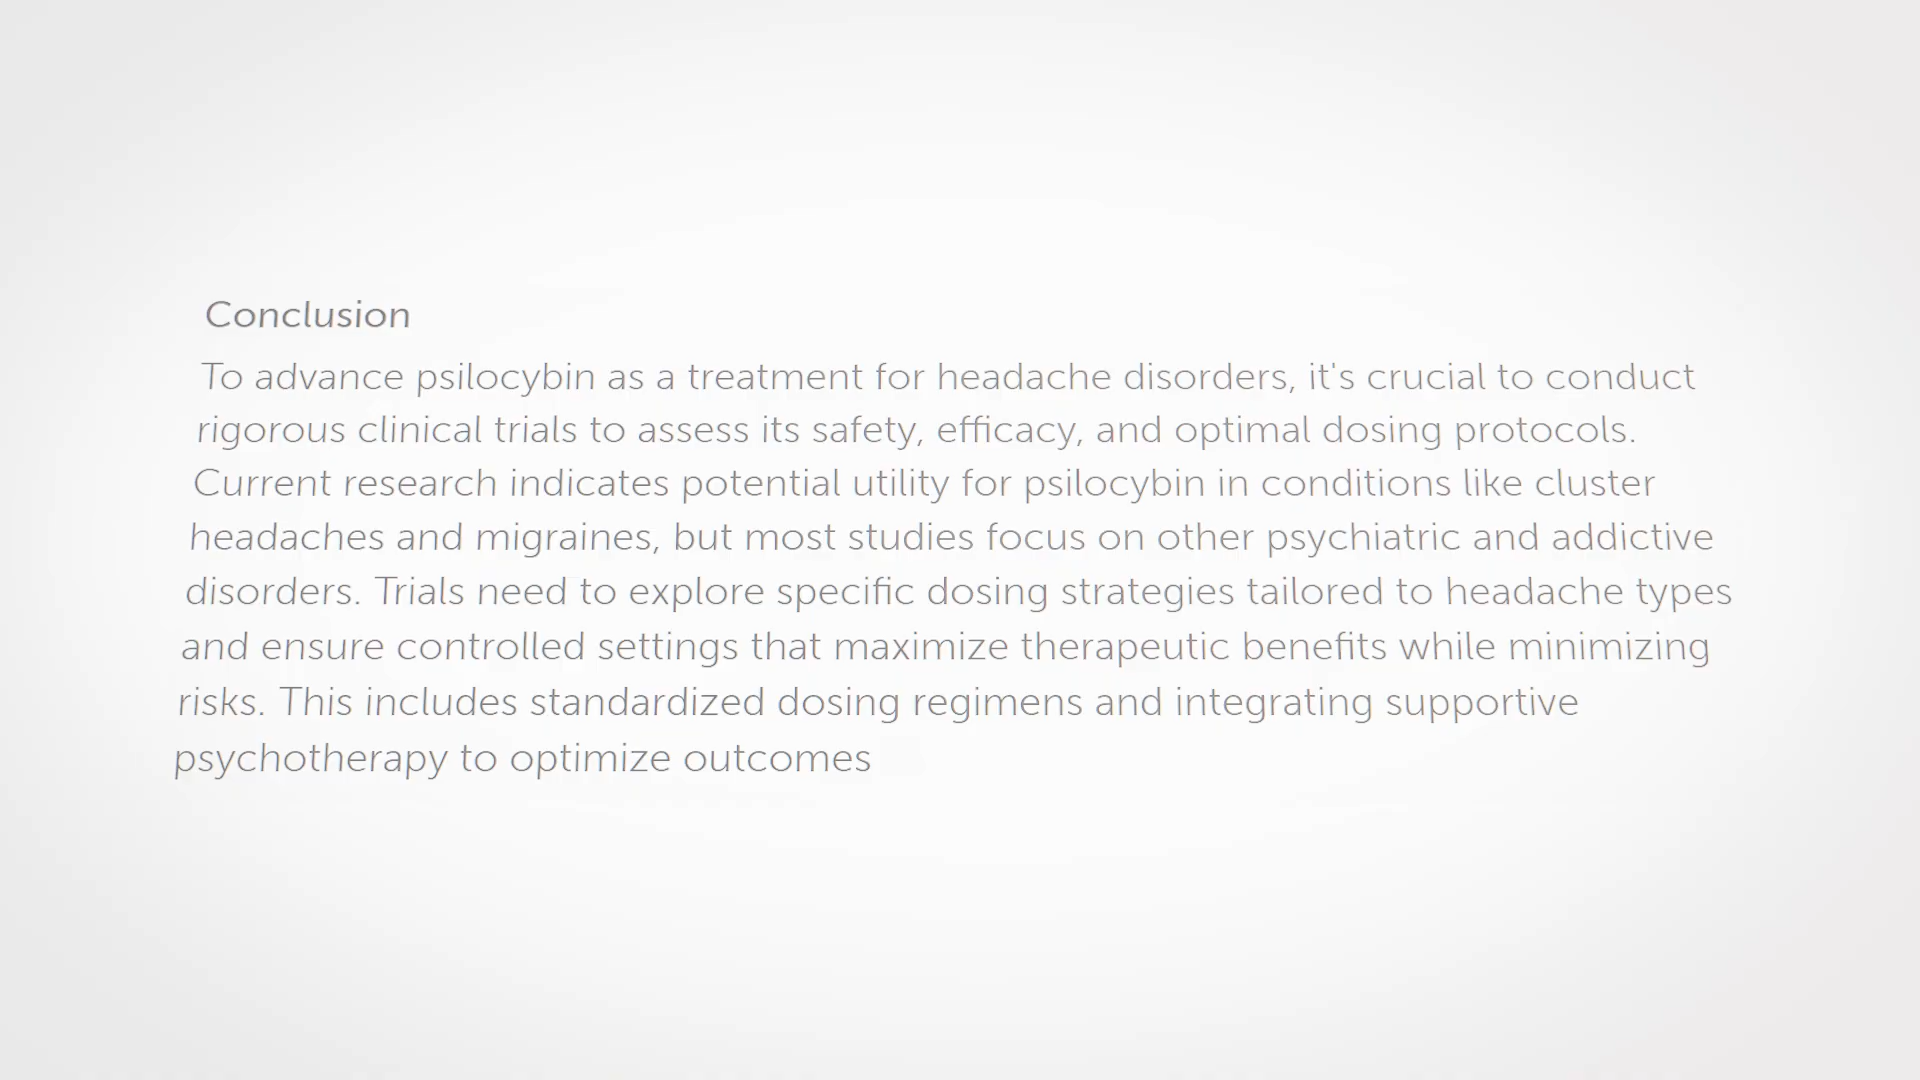 Conclusion
To advance psilocybin as a treatment for headache disorders, it's crucial to conduct
rigorous clinical trials to assess its safety, efficacy, and optimal dosing protocols.
Current research indicates potential utility for psilocybin in conditions like cluster
headaches and migraines, but most studies focus on other psychiatric and addictive
disorders. Trials need to explore specific dosing strategies tailored to headache types
and ensure controlled settings that maximize therapeutic benefits while minimizing
risks. This includes standardized dosing regimens and integrating supportive
psychotherapy to optimize outcomes